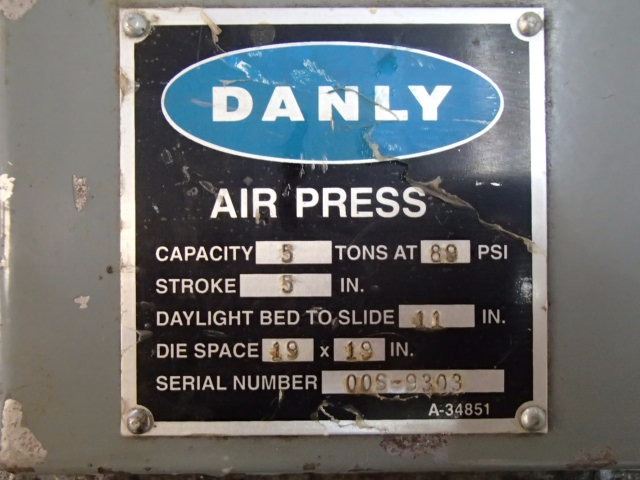 DANLY
AIR PRESS
CAPACITY 5 TONS AT 89 PSI
STROKE 5 IN.
DAYLIGHT BED TO SLIDE 11 IN.
DIE SPACE 19 x 19 IN.
SERIAL NUMBER 00S-9303
A-34851